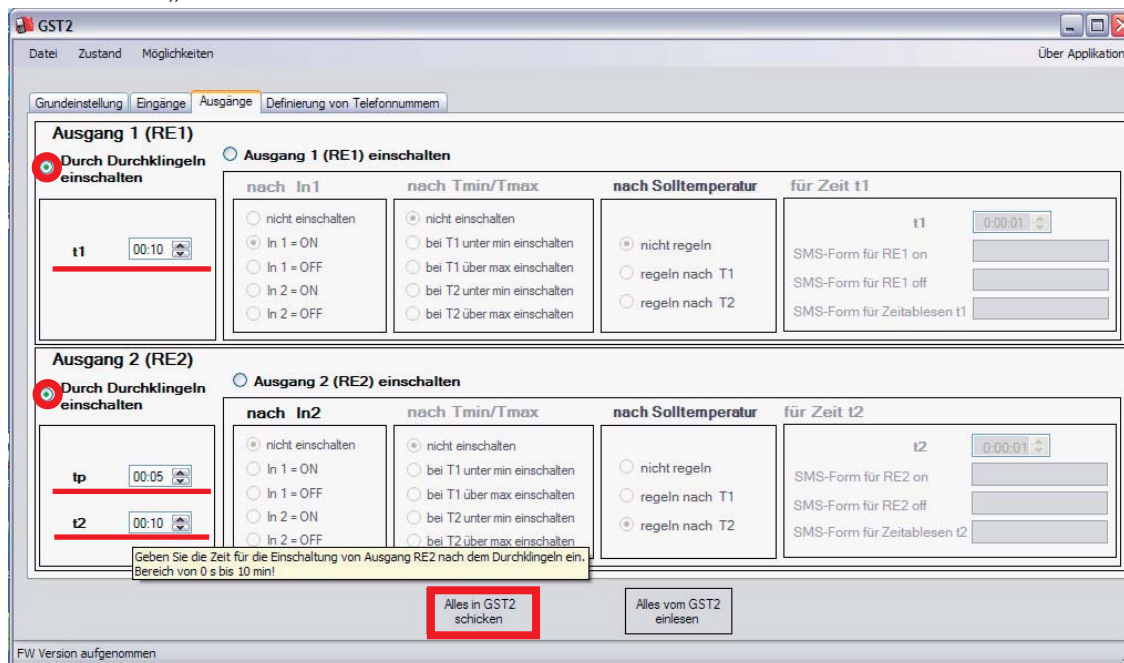 GST2
Datei Zustand Möglichkeiten Über Applikation
Grundeinstellung Eingänge Ausgänge Definierung von Telefonnummern
Ausgang 1 (RE1)
Durch Durchklingeln einschalten
Ausgang 1 (RE1) einschalten
t1 00:10
nach In1
nicht einschalten
In 1 = ON
In 1 = OFF
In 2 = ON
In 2 = OFF
nach Tmin/Tmax
nicht einschalten
bei T1 unter min einschalten
bei T1 über max einschalten
bei T2 unter min einschalten
bei T2 über max einschalten
nach Solltemperatur
nicht regeln
regeln nach T1
regeln nach T2
für Zeit t1
t1 0:00:01
SMS-Form für RE1 on
SMS-Form für RE1 off
SMS-Form für Zeitablesen t1
Ausgang 2 (RE2)
Durch Durchklingeln einschalten
Ausgang 2 (RE2) einschalten
tp 00:05
t2 00:10
nach In2
nicht einschalten
In 1 = ON
In 1 = OFF
In 2 = ON
In 2 = OFF
nach Tmin/Tmax
nicht einschalten
bei T1 unter min einschalten
bei T1 über max einschalten
bei T2 unter min einschalten
bei T2 über max einschalten
nach Solltemperatur
nicht regeln
regeln nach T1
regeln nach T2
für Zeit t2
t2 0:00:01
SMS-Form für RE2 on
SMS-Form für RE2 off
SMS-Form für Zeitablesen t2
Geben Sie die Zeit für die Einschaltung von Ausgang RE2 nach dem Durchklingeln ein.
Bereich von 0 s bis 10 min!
Alles in GST2
schicken
Alles vom GST2
einlesen
FW Version aufgenommen